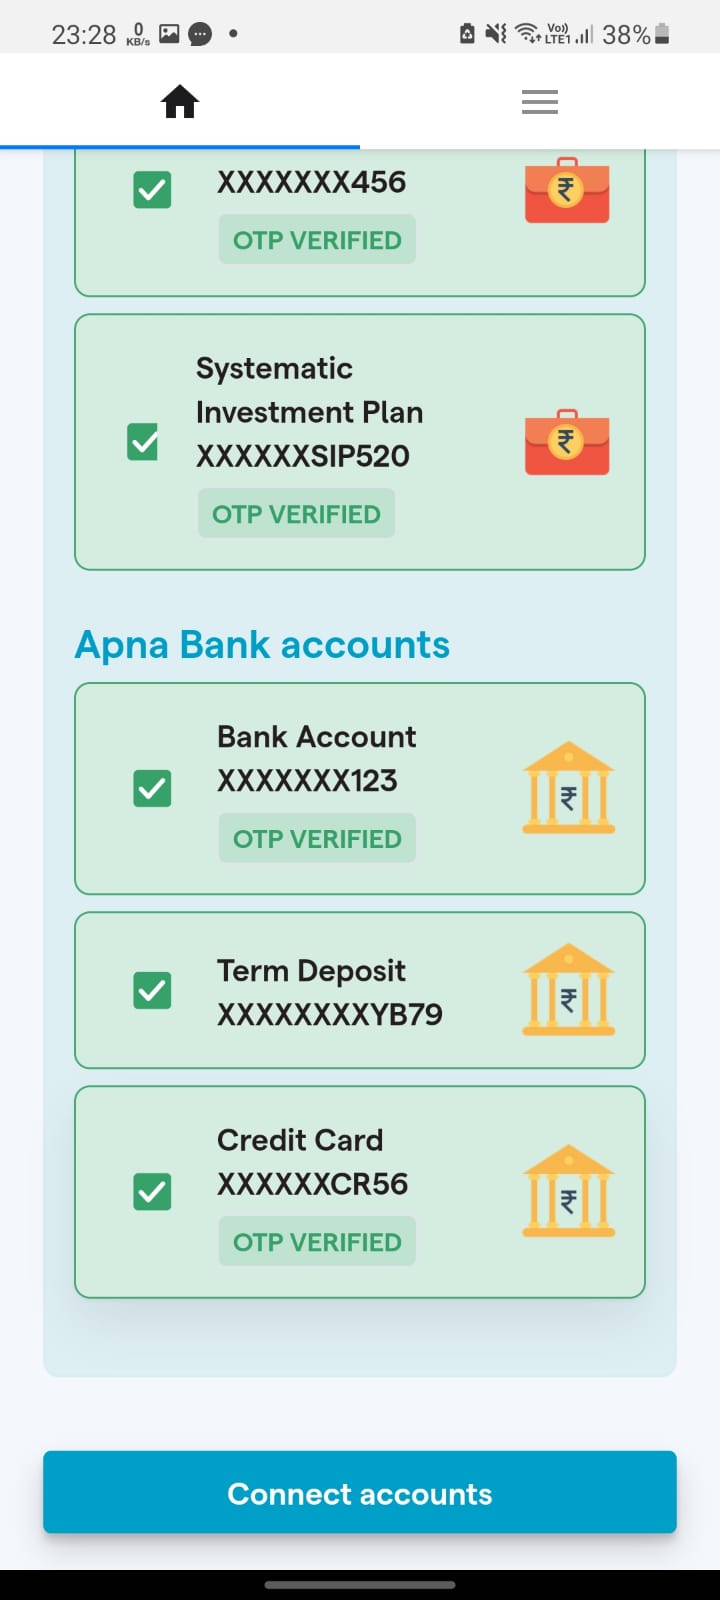 23:28 0 KB/s Vo)) LTE1 38%
XXXXXXX456
OTP VERIFIED
Systematic
Investment Plan
XXXXXXSIP520
OTP VERIFIED
₹
₹
Apna Bank accounts
Bank Account
XXXXXXX123
OTP VERIFIED
₹
Term Deposit
XXXXXXXXYB79
₹
Credit Card
XXXXXXCR56
OTP VERIFIED
₹
Connect accounts